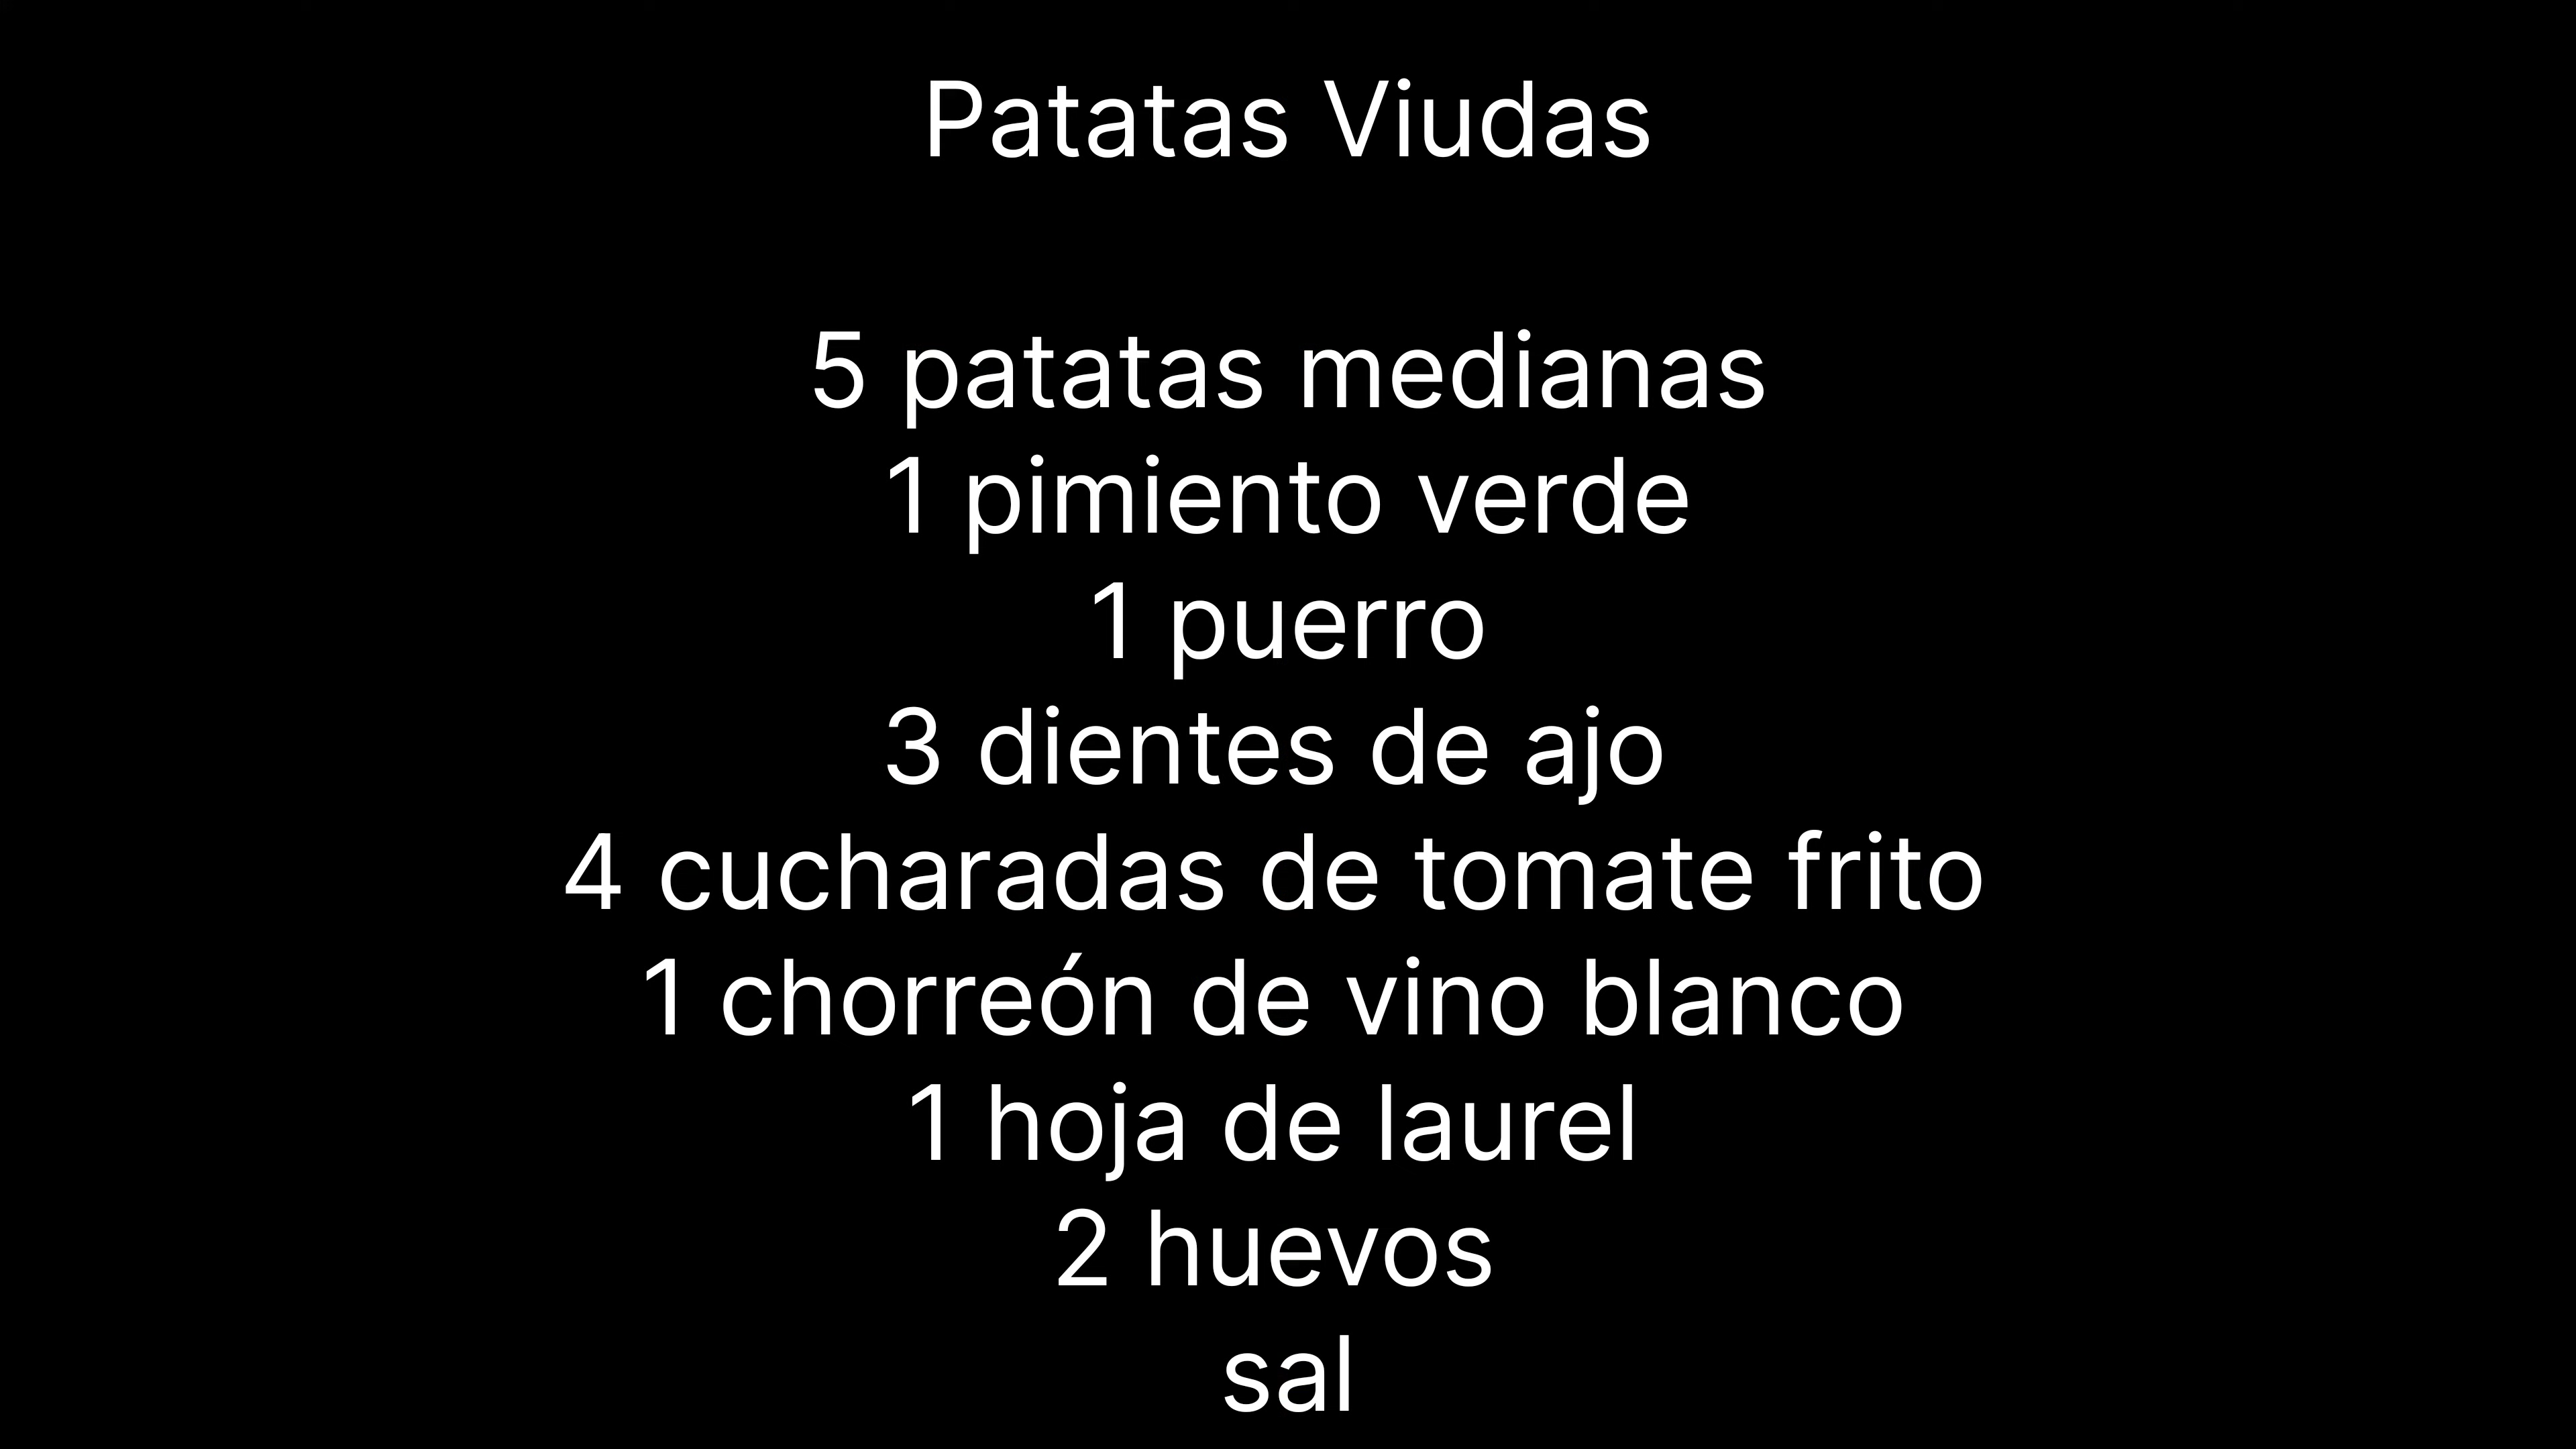 Patatas Viudas
5 patatas medianas
1 pimiento verde
1 puerro
3 dientes de ajo
4 cucharadas de tomate frito
1 chorreón de vino blanco
1 hoja de laurel
2 huevos
sal